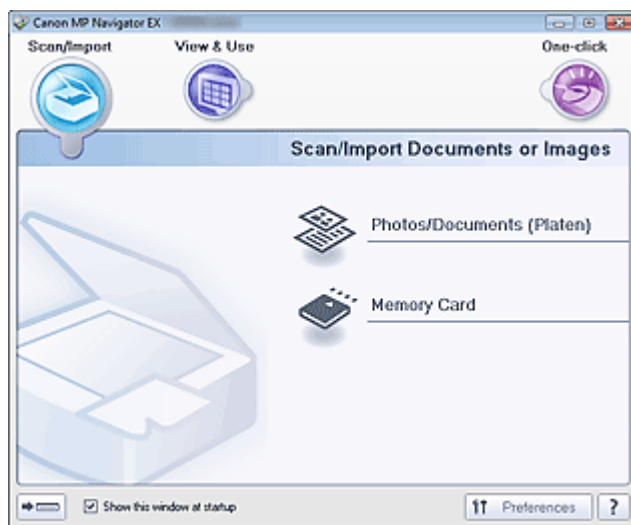 Canon MP Navigator EX
Scan/Import
View & Use
One-click
Scan/Import Documents or Images
Photos/Documents (Platen)
Memory Card
Show this window at startup
Preferences
?